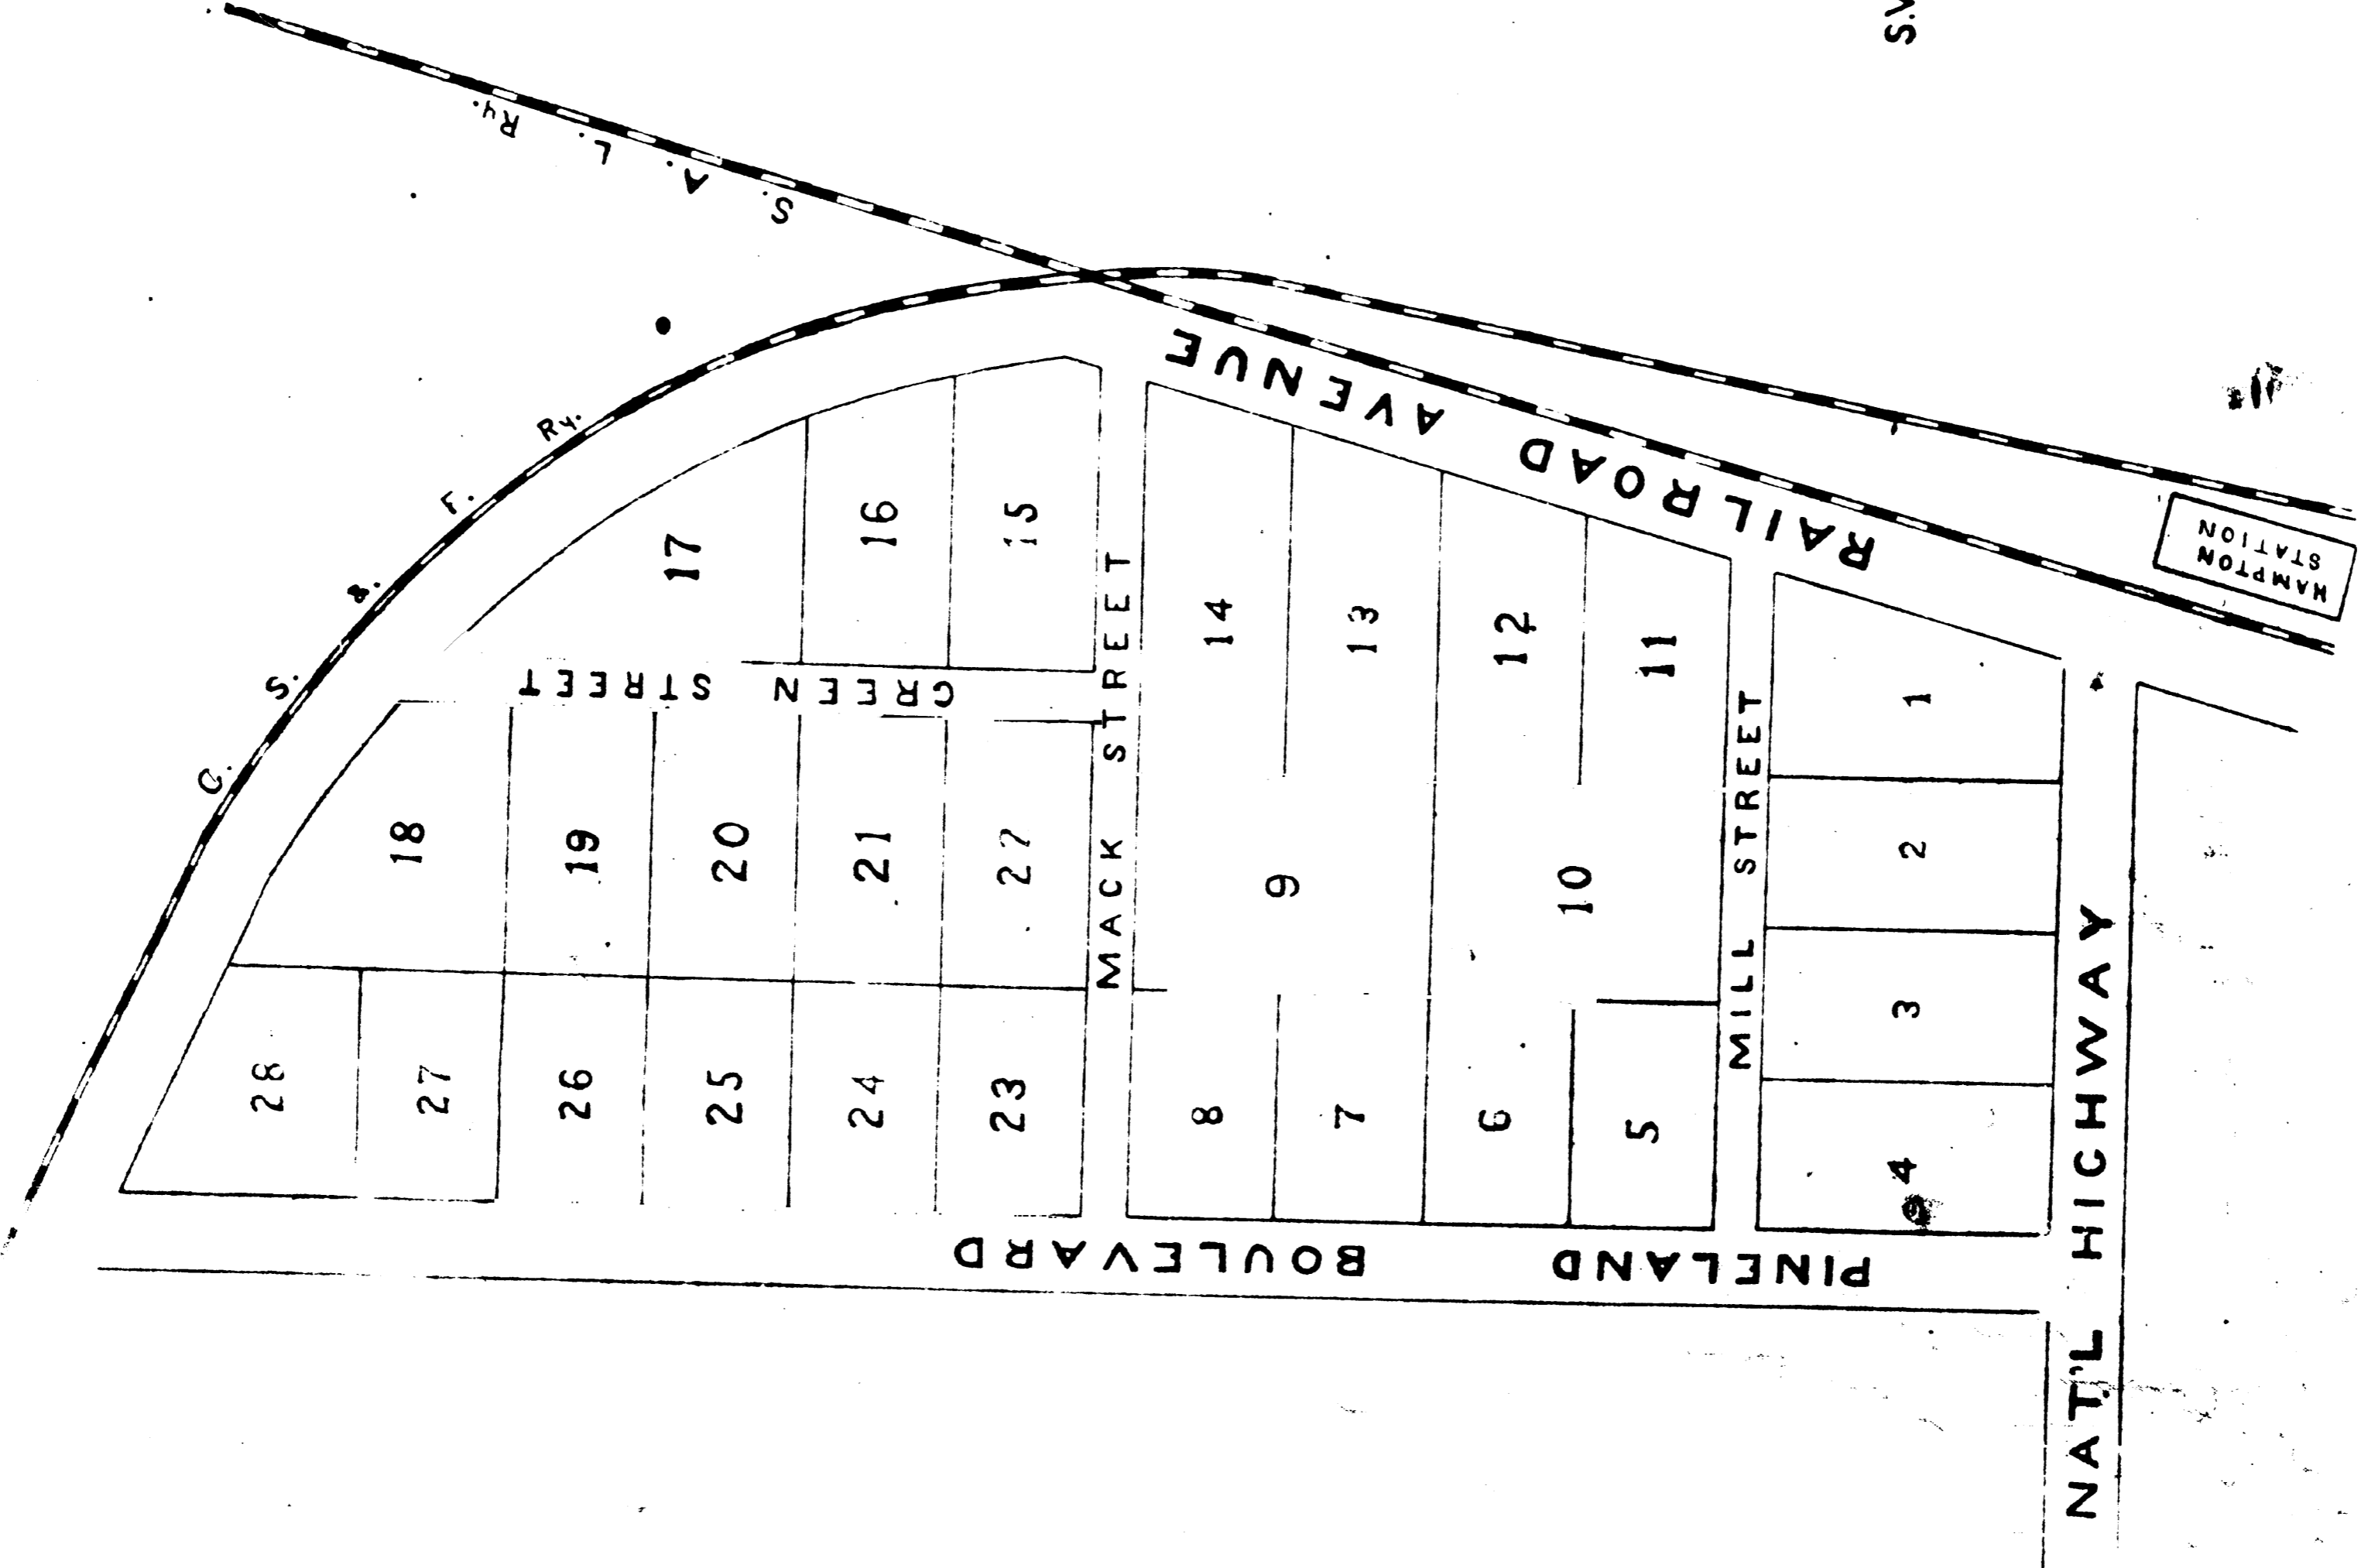 S. A. L. Ry.
G. S. & F. Ry.
RAILROAD AVENUE
HAMPTON
STATION
GREEN STREET
MACK STREET
MILL STREET
PINELAND BOULEVARD
NAT'L HIGHWAY
1
2
3
4
5
6
7
8
9
10
11
12
13
14
15
16
17
18
19
20
21
22
23
24
25
26
27
28